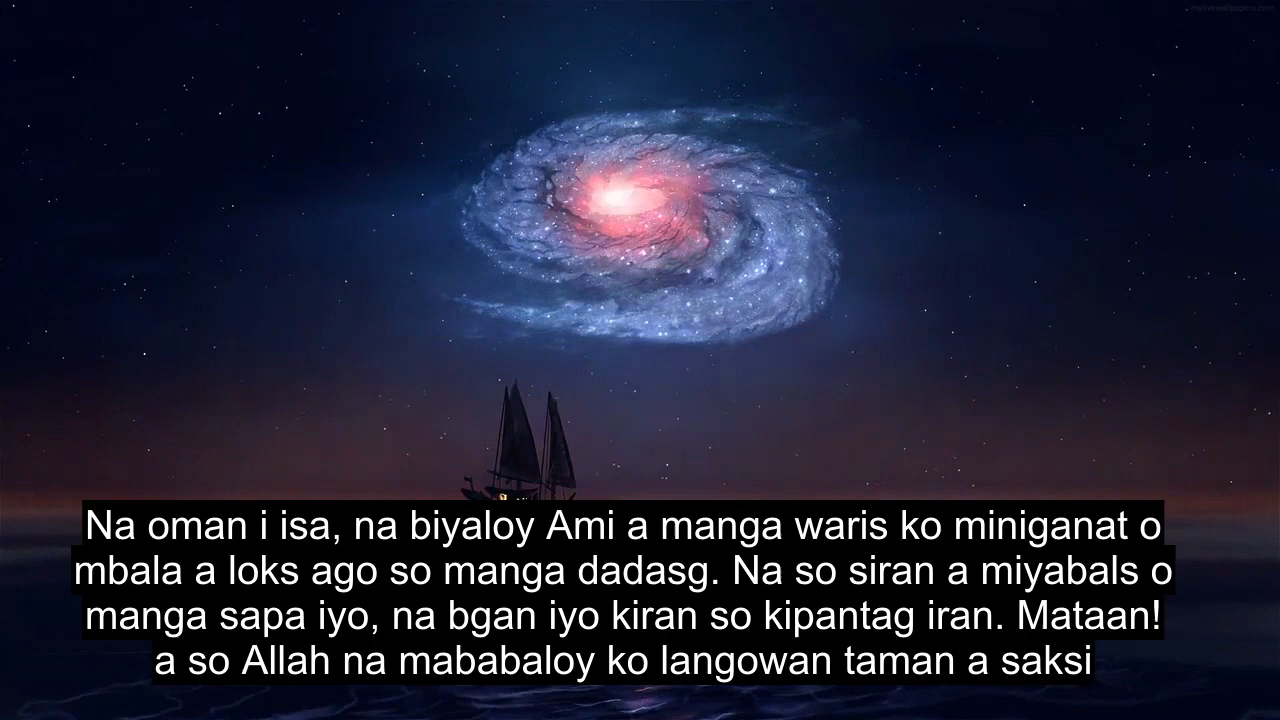 mylivewallpapers.com
Na oman i isa, na biyaloy Ami a manga waris ko miniganat o
mbala a loks ago so manga dadasg. Na so siran a miyabals o
manga sapa iyo, na bgan iyo kiran so kipantag iran. Mataan!
a so Allah na mababaloy ko langowan taman a saksi